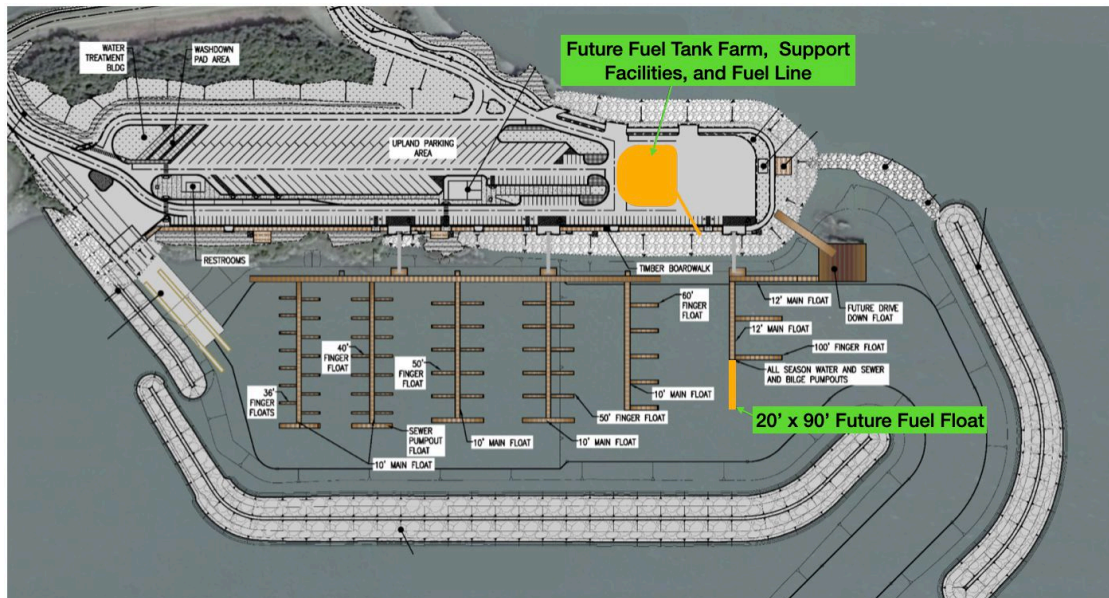 Future Fuel Tank Farm, Support
Facilities, and Fuel Line
WATER
TREATMENT
BLDG
WASHDOWN
PAD AREA
UPLAND PARKING
AREA
RESTROOMS
TIMBER BOARDWALK
60'
FINGER
FLOAT
12' MAIN FLOAT
FUTURE DRIVE
DOWN FLOAT
12' MAIN FLOAT
40'
FINGER
FLOAT
50'
FINGER
FLOAT
100' FINGER FLOAT
ALL SEASON WATER AND SEWER
AND BILGE PUMPOUTS
36'
FINGER
FLOATS
10' MAIN FLOAT
50' FINGER FLOAT
20' x 90' Future Fuel Float
SEWER
PUMPOUT
FLOAT
10' MAIN FLOAT
10' MAIN FLOAT
10' MAIN FLOAT